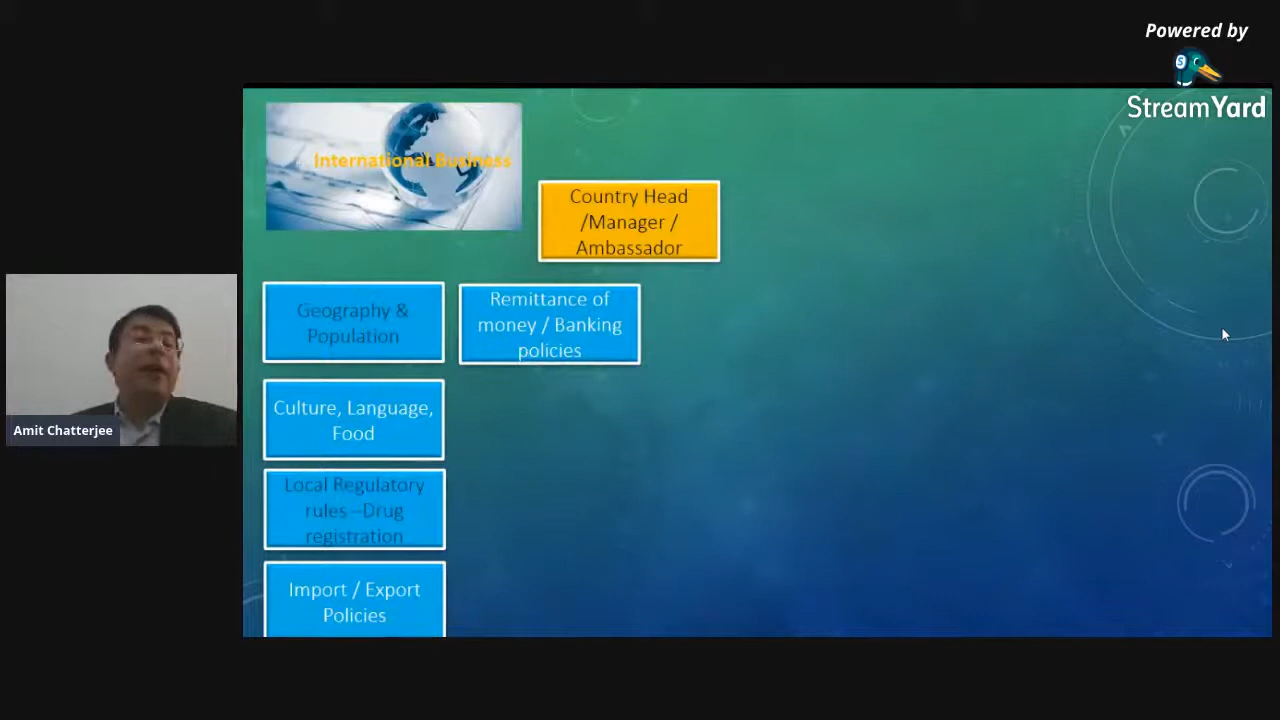 Powered by
StreamYard
International Business
Country Head
/Manager /
Ambassador
Geography &
Population
Remittance of
money / Banking
policies
Culture, Language,
Food
Local Regulatory
rules –Drug
registration
Import / Export
Policies
Amit Chatterjee